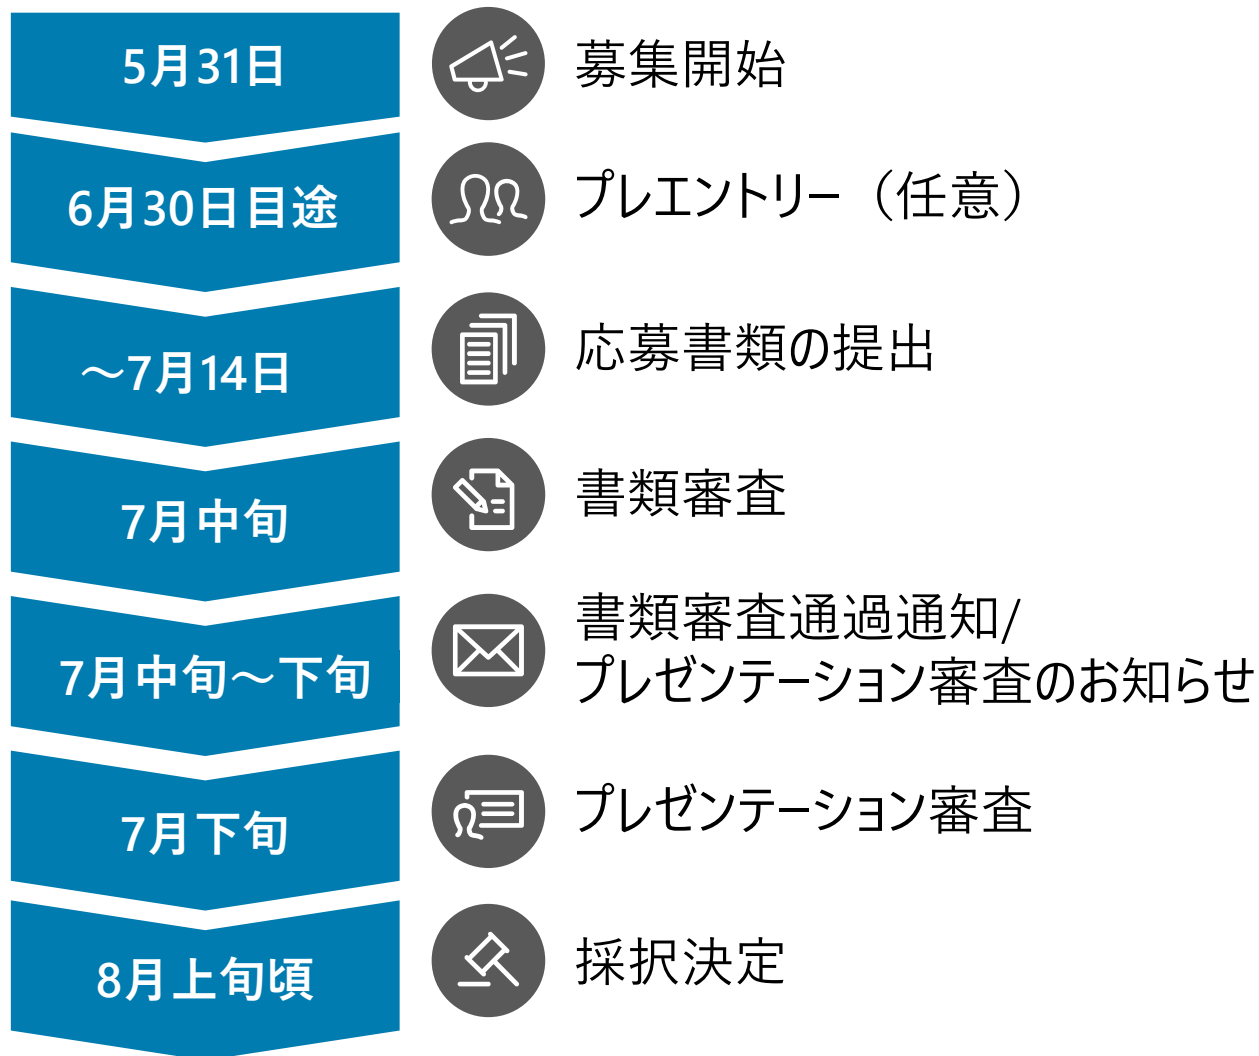 5月31日
募集開始
6月30日目途
プレエントリー（任意）
～7月14日
応募書類の提出
7月中旬
書類審査
7月中旬～下旬
書類審査通過通知/
プレゼンテーション審査のお知らせ
7月下旬
プレゼンテーション審査
8月上旬頃
採択決定